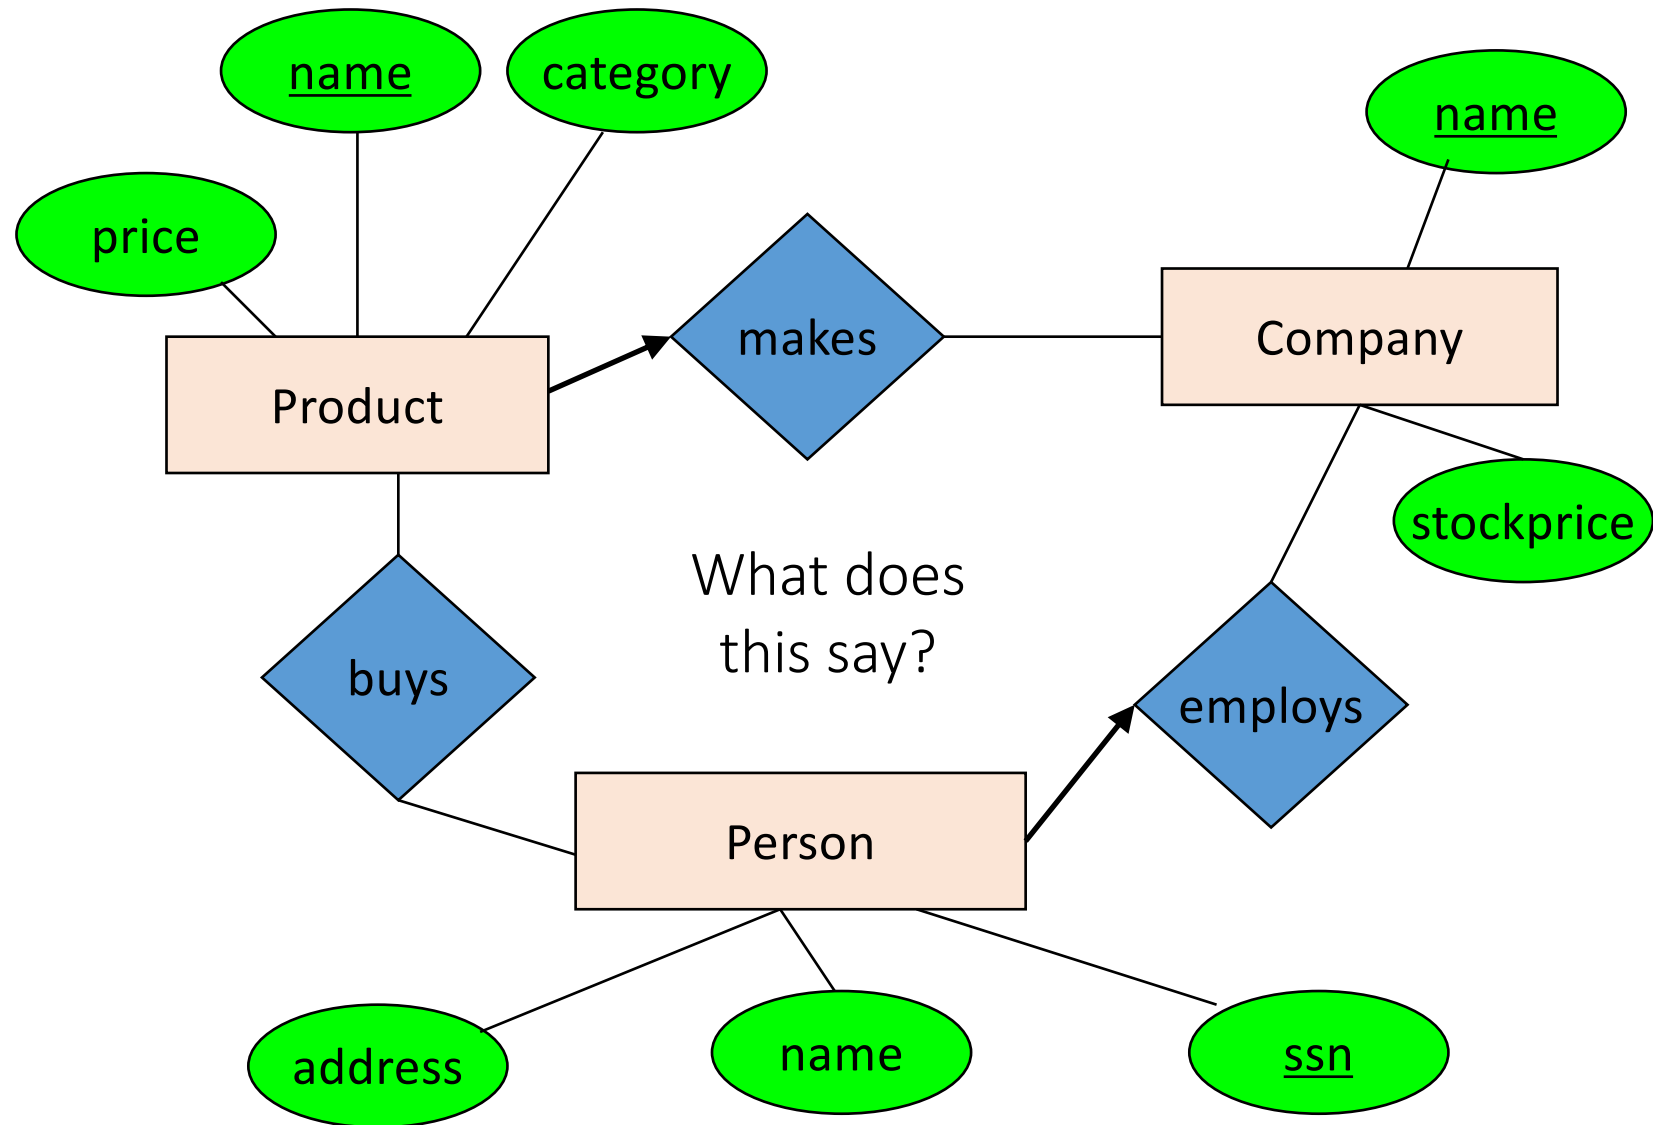 name
category
name
price
makes
Company
Product
stockprice
What does
this say?
buys
employs
Person
address
name
ssn